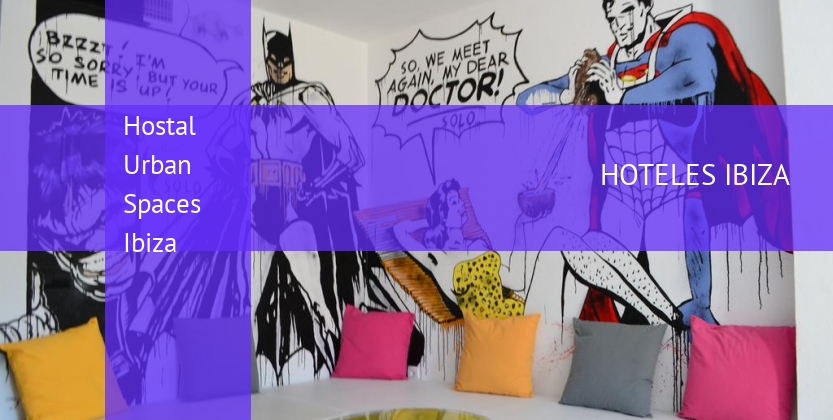 BZZZT! I'M
SO SORRY, BUT YOUR
TIME IS UP!
SO, WE MEET
AGAIN, MY DEAR
DOCTOR!
SOLO
SOLO
Hostal
Urban
Spaces
Ibiza
HOTELES IBIZA